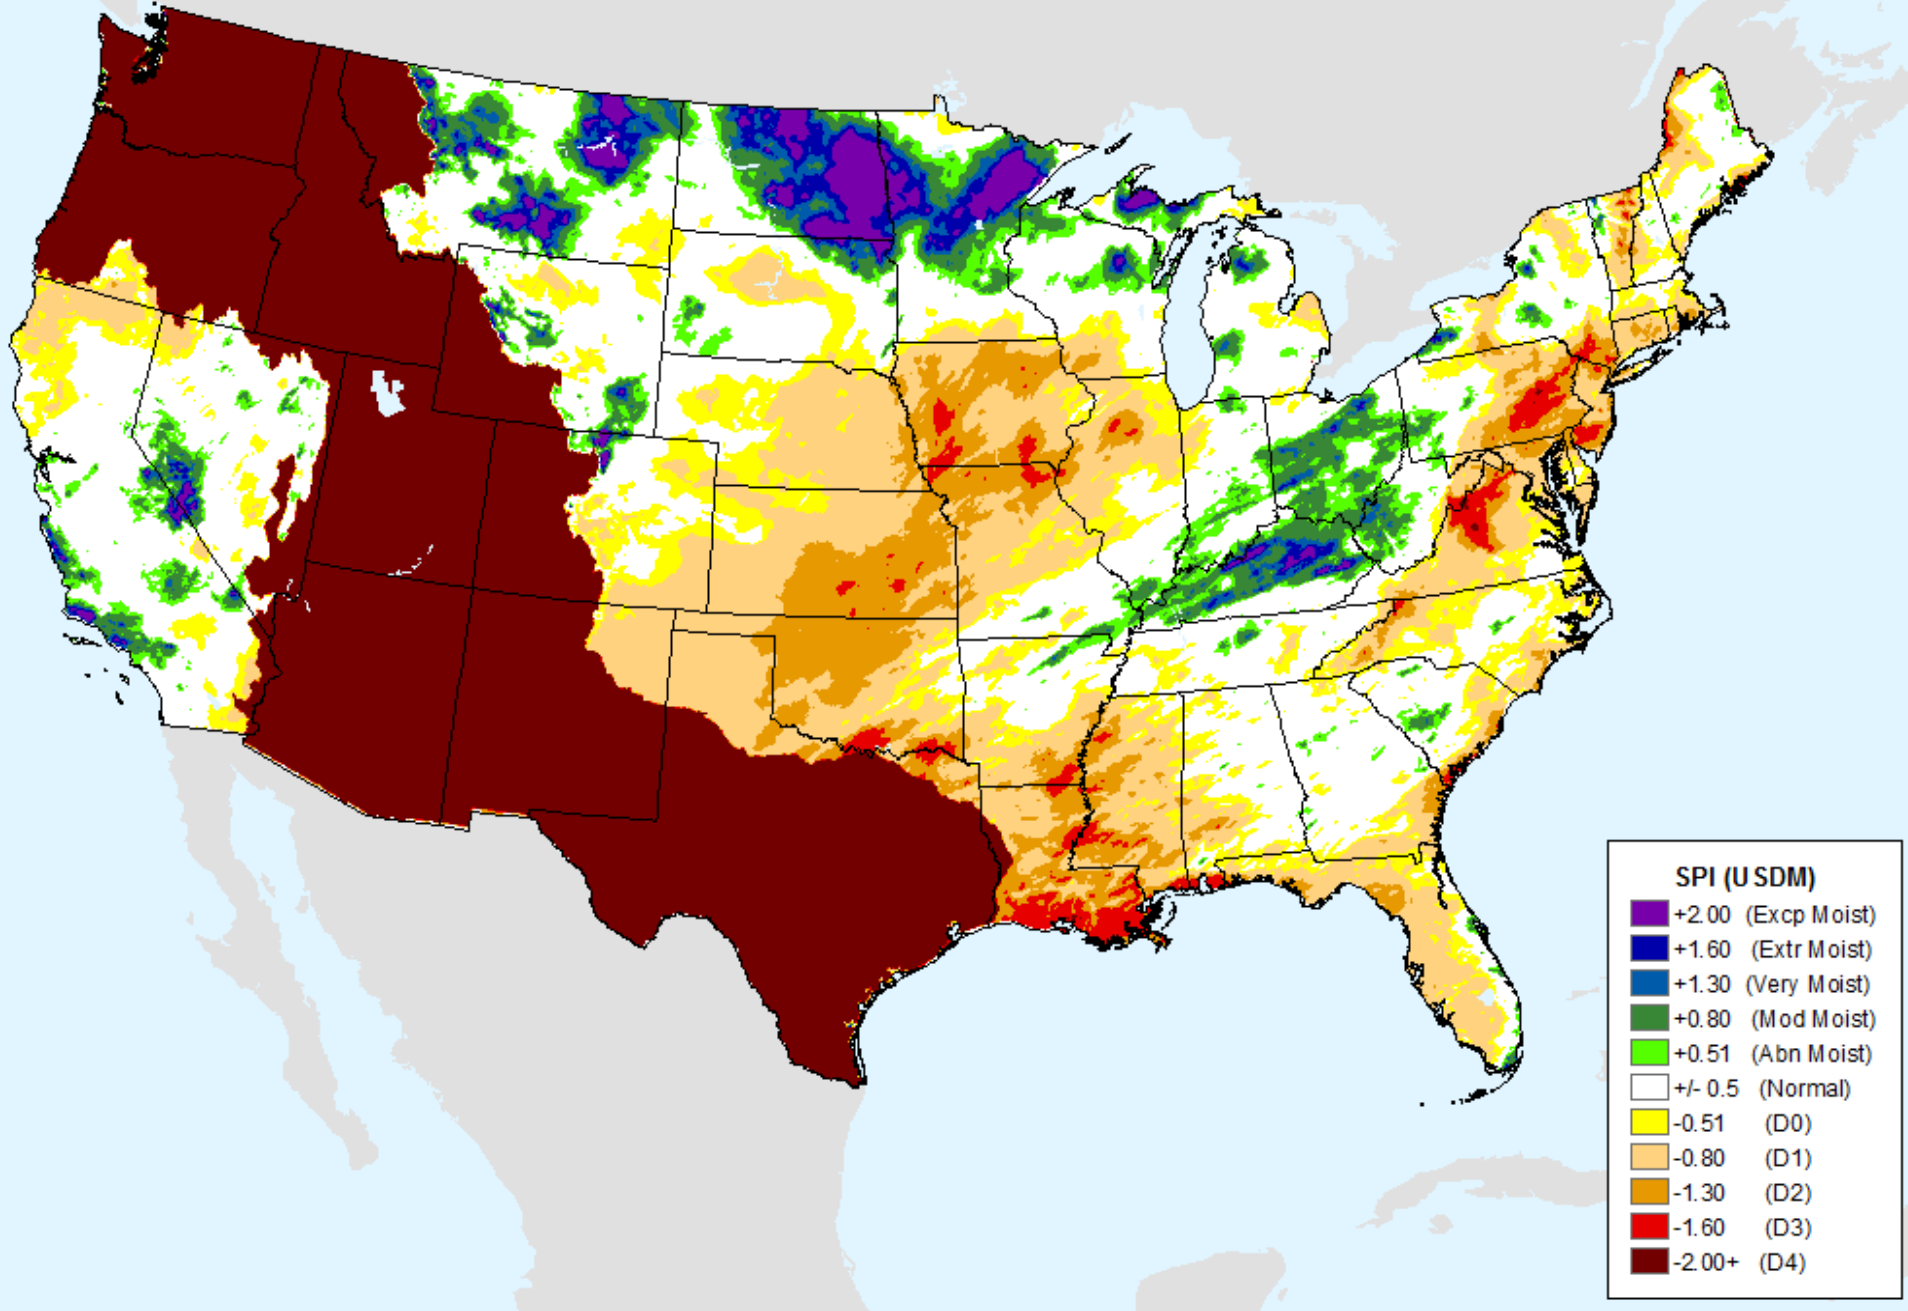 SPI (USDM)
+2.00 (Excp Moist)
+1.60 (Extr Moist)
+1.30 (Very Moist)
+0.80 (Mod Moist)
+0.51 (Abn Moist)
+/- 0.5 (Normal)
-0.51 (D0)
-0.80 (D1)
-1.30 (D2)
-1.60 (D3)
-2.00+ (D4)